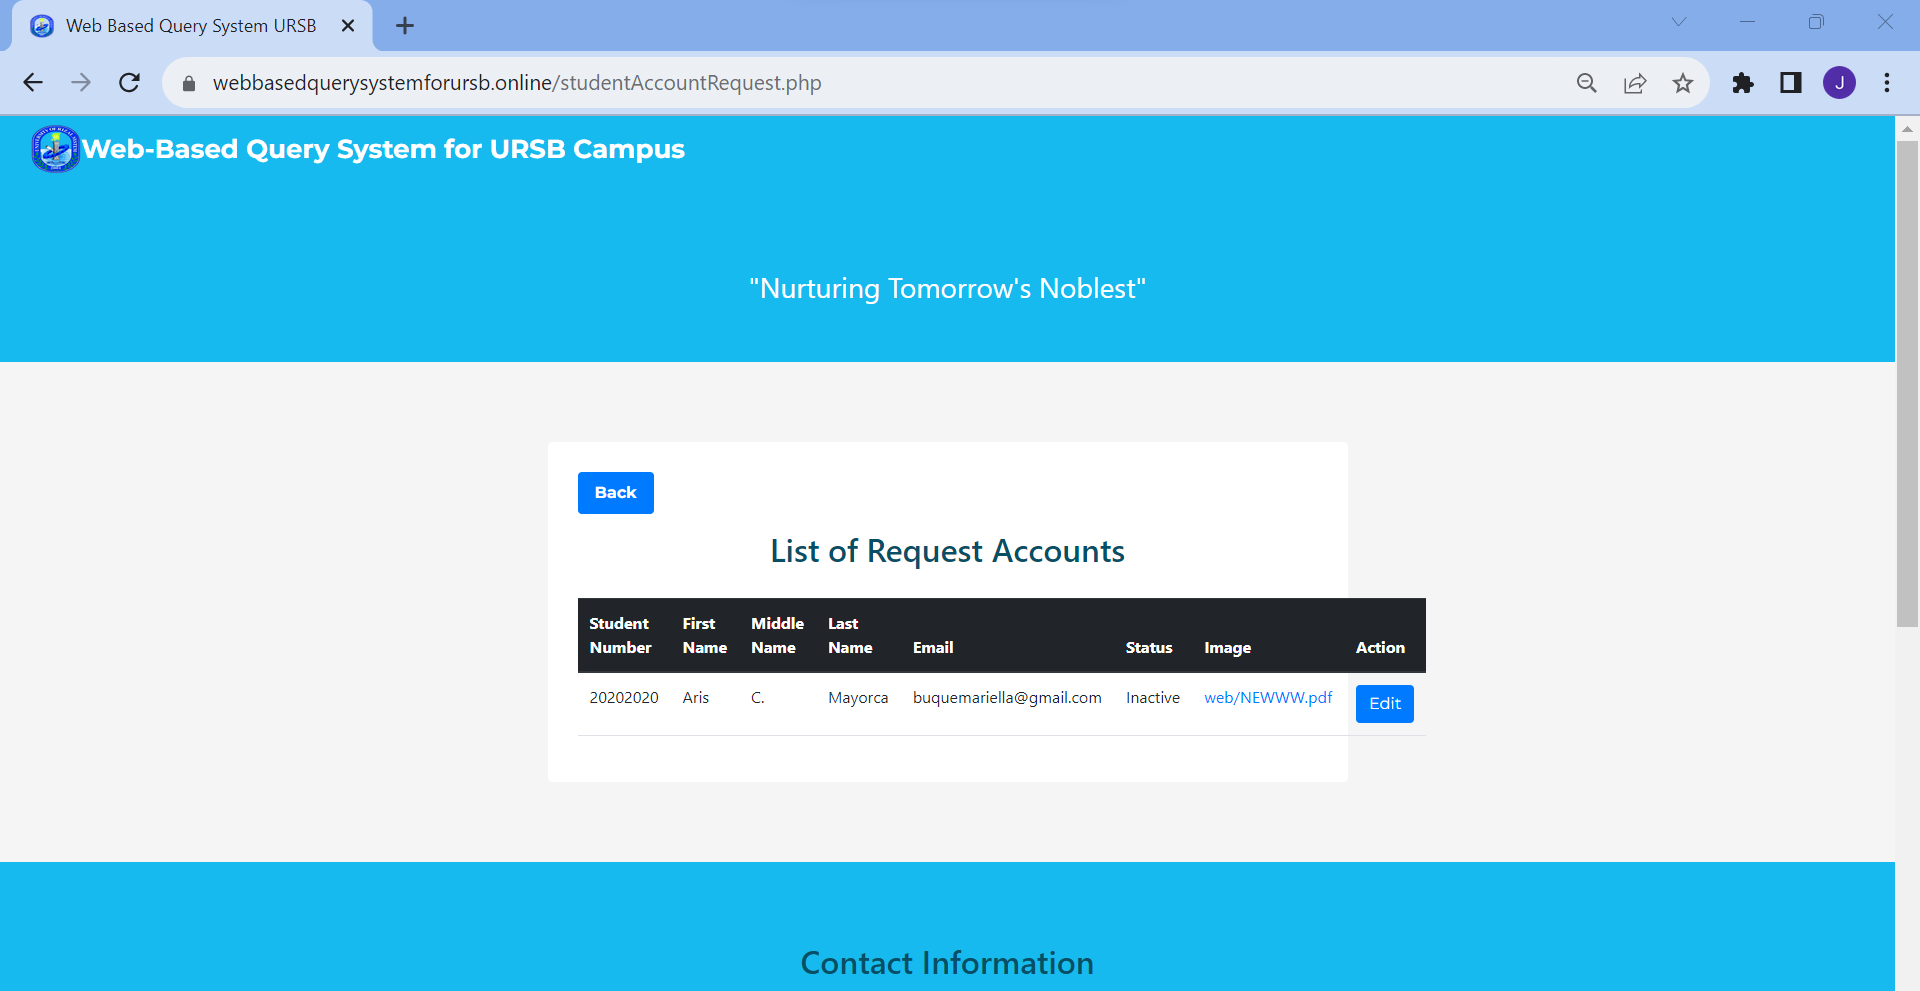 Web Based Query System URSB
webbasedquerysystemforursb.online/studentAccountRequest.php
J
Web-Based Query System for URSB Campus
"Nurturing Tomorrow's Noblest"
Back
List of Request Accounts
Student Number First Name Middle Name Last Name Email Status Image Action
20202020 Aris C. Mayorca buquemariella@gmail.com Inactive web/NEWWW.pdf Edit
Contact Information